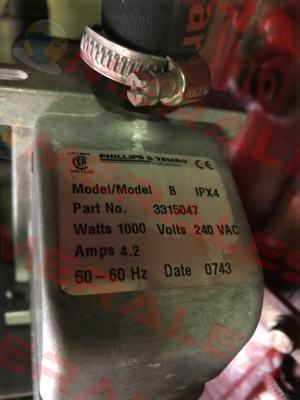 PHILLIPS & TEMRO
Model/Model B IPX4
Part No. 3315047
Watts 1000 Volts 240 VAC
Amps 4.2
50-60 Hz Date 0743